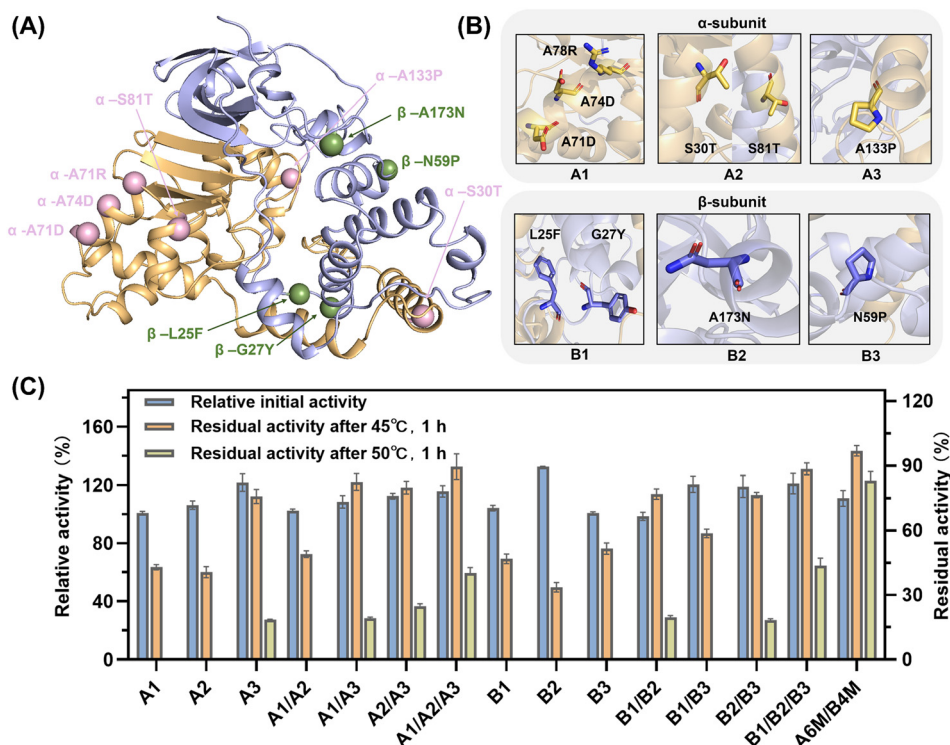 (A)
α –A133P
α –S81T
β –A173N
β –N59P
α -A71R
α –S30T
α -A74D
α -A71D
β –L25F
β –G27Y
(B)
α-subunit
A78R
A74D
A71D
S30T
S81T
A133P
A1
A2
A3
β-subunit
L25F
G27Y
A173N
N59P
B1
B2
B3
(C)
Relative initial activity
Residual activity after 45℃, 1 h
Residual activity after 50℃, 1 h
Relative activity (%)
160
120
80
40
0
Residual activity (%)
120
90
60
30
0
A1
A2
A3
A1/A2
A1/A3
A2/A3
A1/A2/A3
B1
B2
B3
B1/B2
B1/B3
B2/B3
B1/B2/B3
A6M/B4M